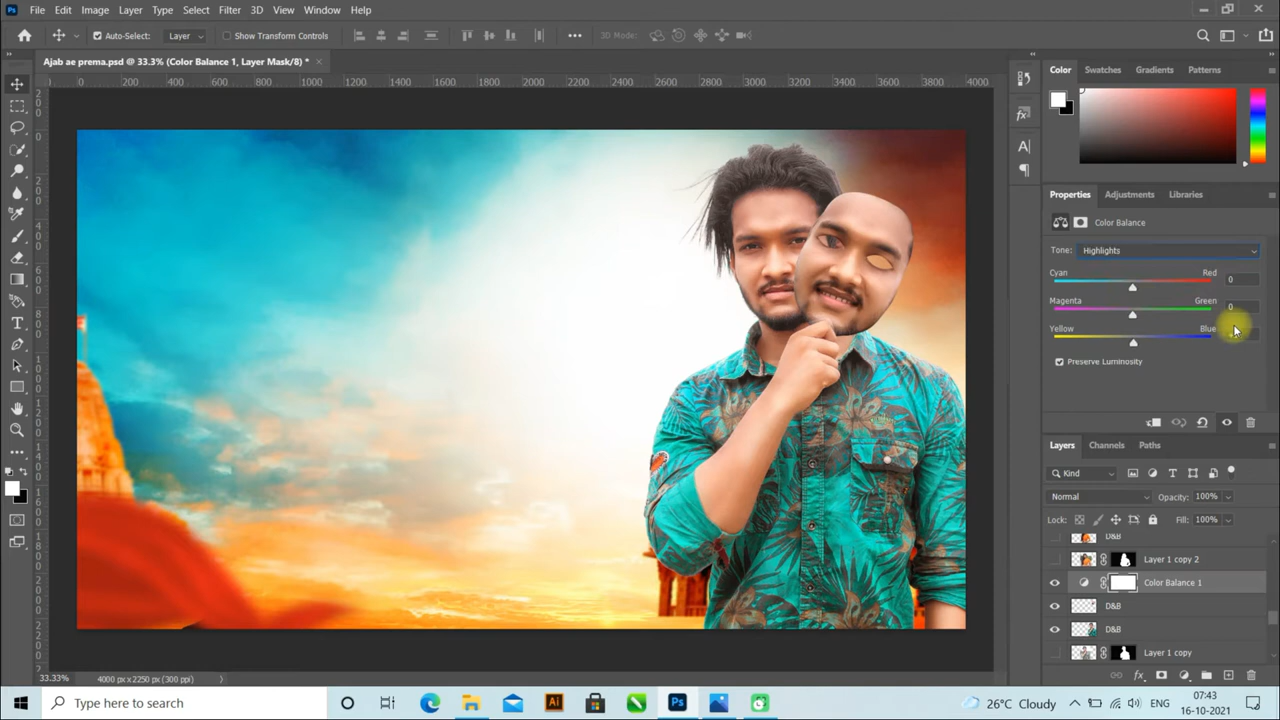 Ps File Edit Image Layer Type Select Filter 3D View Window Help
Auto-Select: Layer Show Transform Controls 3D Mode:
Ajab ae prema.psd @ 33.3% (Color Balance 1, Layer Mask/8) *
0 200 400 600 800 1000 1200 1400 1600 1800 2000 2200 2400 2600 2800 3000 3200 3400 3600 3800 4000
Color Swatches Gradients Patterns
Properties Adjustments Libraries
Color Balance
Tone: Highlights
Cyan Red 0
Magenta Green 0
Yellow Blue
Preserve Luminosity
Layers Channels Paths
Kind
Normal Opacity: 100%
Lock: Fill: 100%
D&B
Layer 1 copy 2
Color Balance 1
D&B
D&B
Layer 1 copy
33.33% 4000 px x 2250 px (300 ppi)
Type here to search
Ai Ps
26°C Cloudy ENG
07:43
16-10-2021